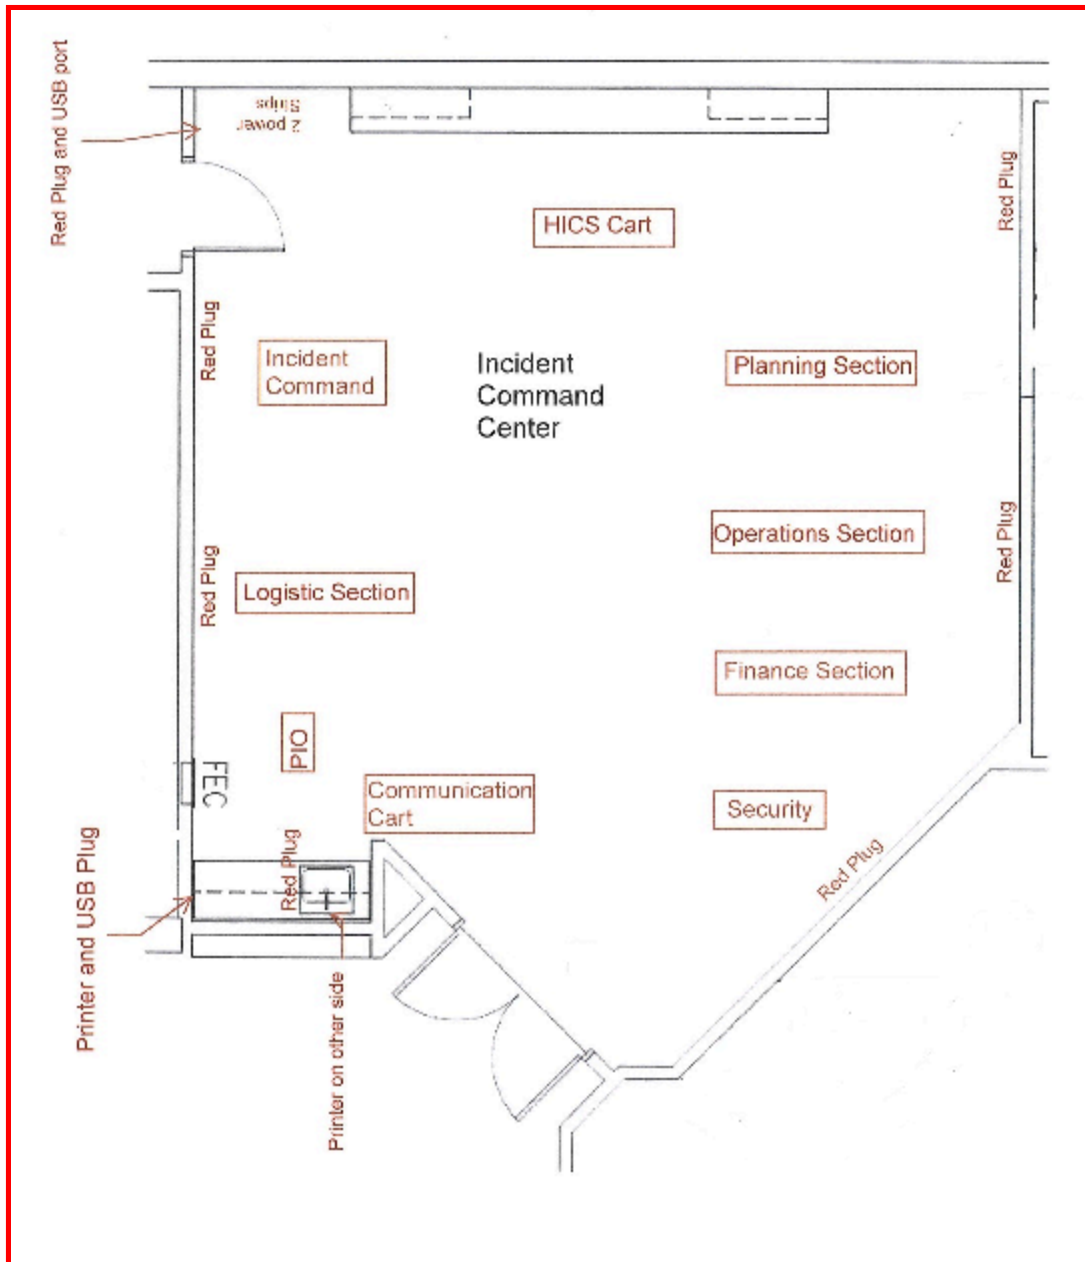 Red Plug and USB port
2 power
Strips
Red Plug
HICS Cart
Red Plug
Incident
Command
Incident
Command
Center
Planning Section
Red Plug
Logistic Section
Operations Section
Red Plug
Finance Section
PIO
FEC
Communication
Cart
Security
Red Plug
Red Plug
Printer and USB Plug
Printer on other side